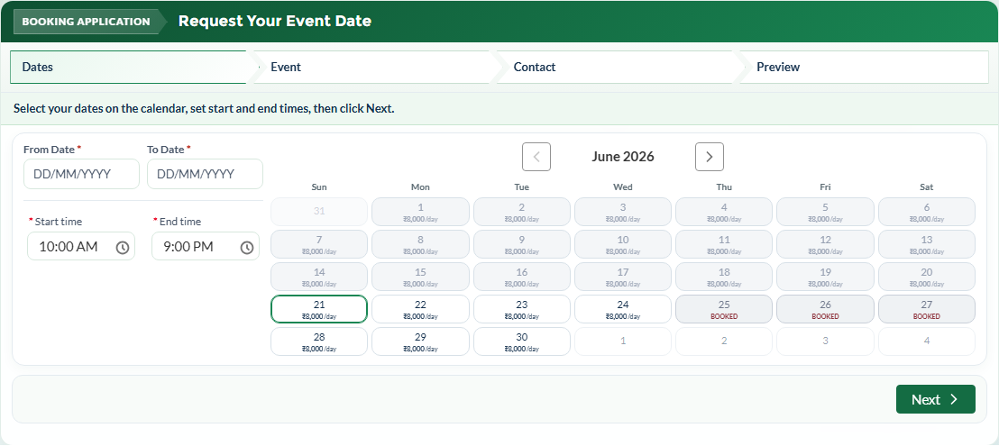 BOOKING APPLICATION Request Your Event Date
Dates Event Contact Preview
Select your dates on the calendar, set start and end times, then click Next.
From Date * To Date *
DD/MM/YYYY DD/MM/YYYY
* Start time * End time
10:00 AM 9:00 PM
June 2026
Sun Mon Tue Wed Thu Fri Sat
31 1 2 3 4 5 6
₹8,000/day ₹8,000/day ₹8,000/day ₹8,000/day ₹8,000/day ₹8,000/day
7 8 9 10 11 12 13
₹8,000/day ₹8,000/day ₹8,000/day ₹8,000/day ₹8,000/day ₹8,000/day ₹8,000/day
14 15 16 17 18 19 20
₹8,000/day ₹8,000/day ₹8,000/day ₹8,000/day ₹8,000/day ₹8,000/day ₹8,000/day
21 22 23 24 25 26 27
₹8,000/day ₹8,000/day ₹8,000/day ₹8,000/day BOOKED BOOKED BOOKED
28 29 30 1 2 3 4
₹8,000/day ₹8,000/day ₹8,000/day
Next